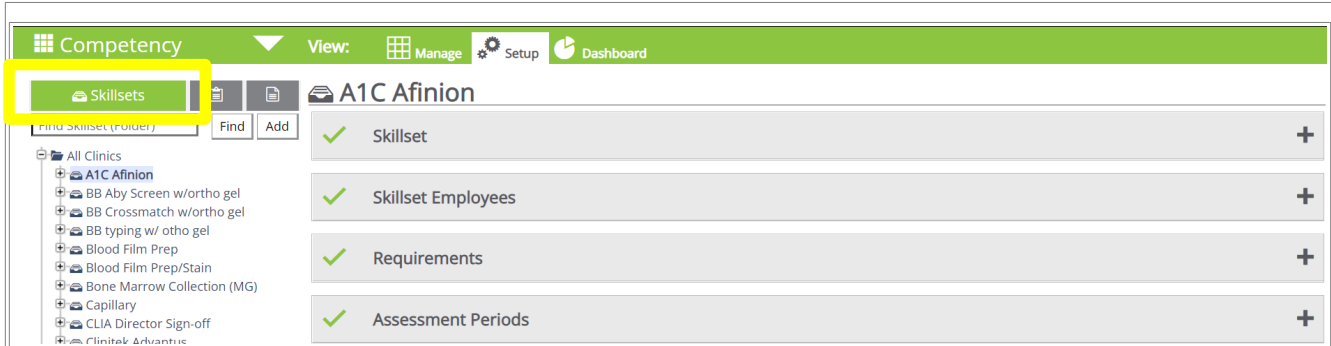 Competency View: Manage Setup Dashboard
Skillsets
A1C Afinion
Find Skillset (Folder) Find Add
Skillset
All Clinics
A1C Afinion
BB Aby Screen w/ortho gel
Skillset Employees
BB Crossmatch w/ortho gel
BB typing w/ otho gel
Blood Film Prep
Requirements
Blood Film Prep/Stain
Bone Marrow Collection (MG)
Capillary
CLIA Director Sign-off
Assessment Periods
Clinitek Advantus